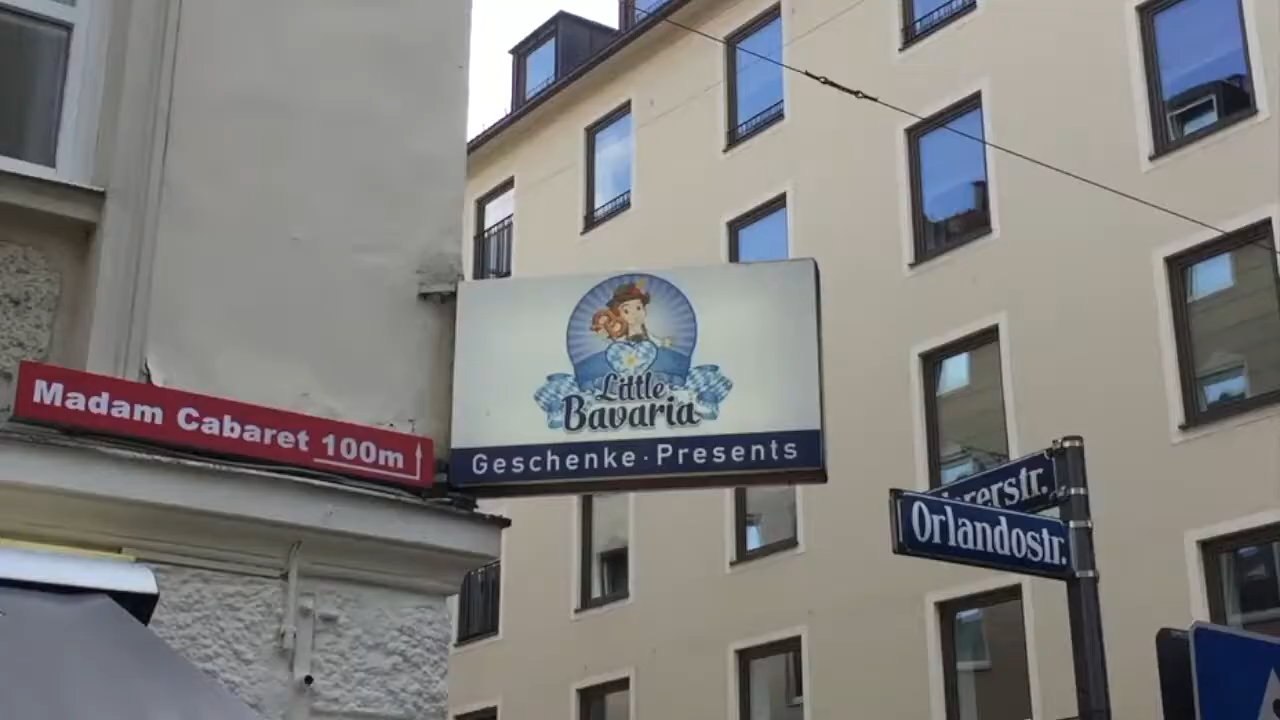 Madam Cabaret 100m
Little
Bavaria
Geschenke · Presents
Orlandostr.